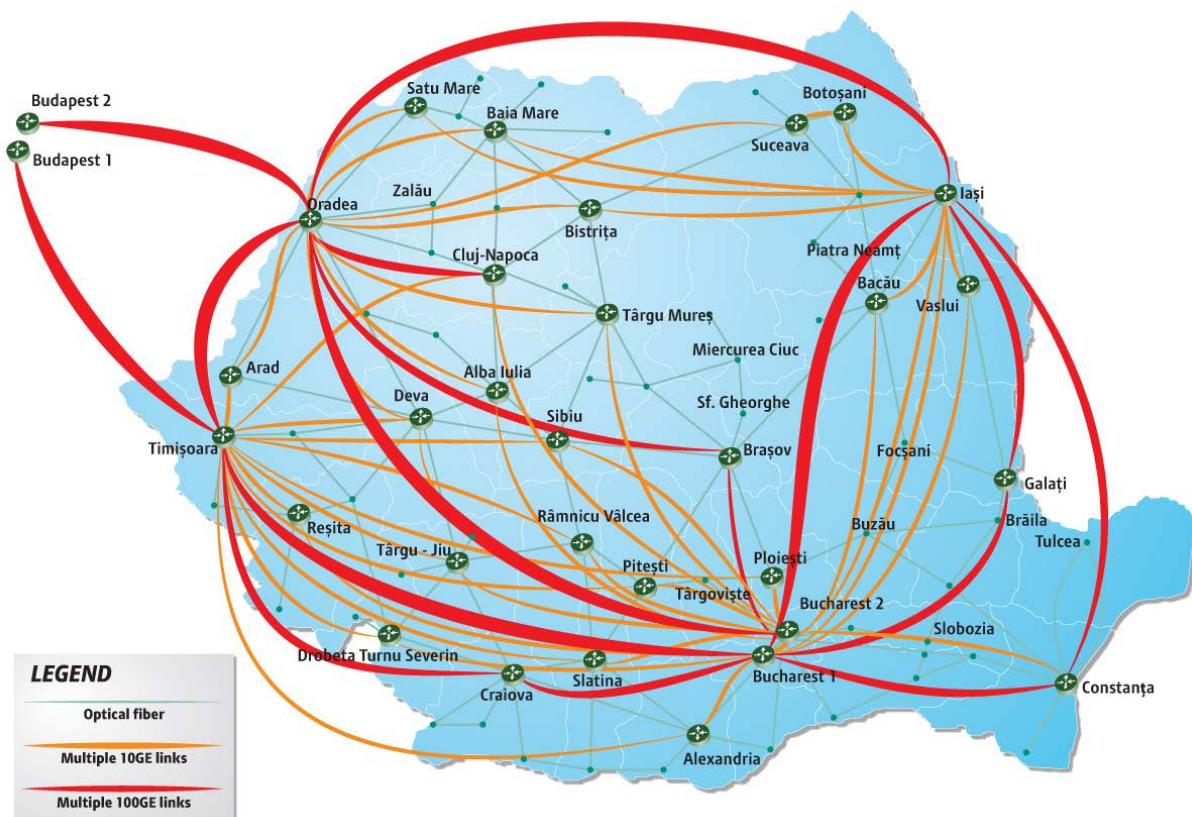 Budapest 2
Budapest 1
Satu Mare
Baia Mare
Botoșani
Suceava
Oradea
Zalău
Iași
Bistrița
Cluj-Napoca
Piatra Neamț
Bacău
Vaslui
Târgu Mureș
Miercurea Ciuc
Arad
Alba Iulia
Deva
Sibiu
Sf. Gheorghe
Timișoara
Brașov
Focșani
Galați
Reșița
Râmnicu Vâlcea
Buzău
Brăila
Tulcea
Târgu - Jiu
Pitești
Ploiești
Târgoviște
Bucharest 2
Slobozia
Drobeta Turnu Severin
Slatina
Bucharest 1
Craiova
Constanța
Alexandria
LEGEND
Optical fiber
Multiple 10GE links
Multiple 100GE links